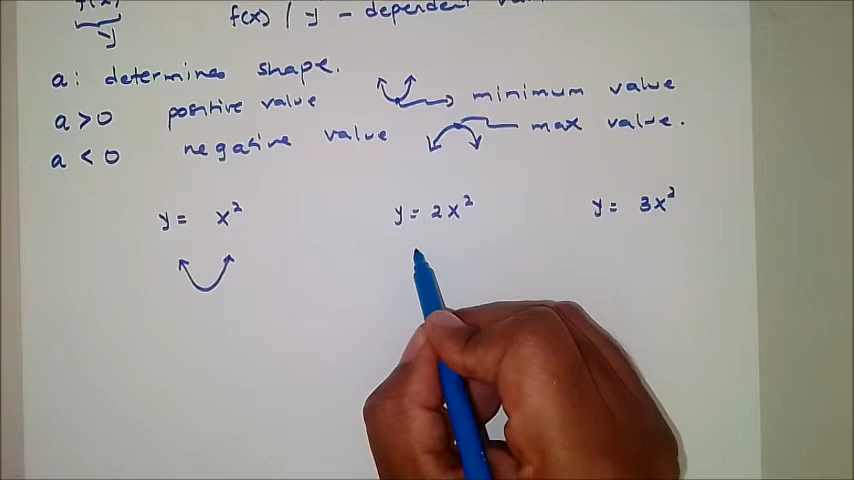 f(x)
y
f(x) / y - dependent
a: determines shape.
a > 0 positive value minimum value
a < 0 negative value max value.
y = x² y = 2x² y = 3x²